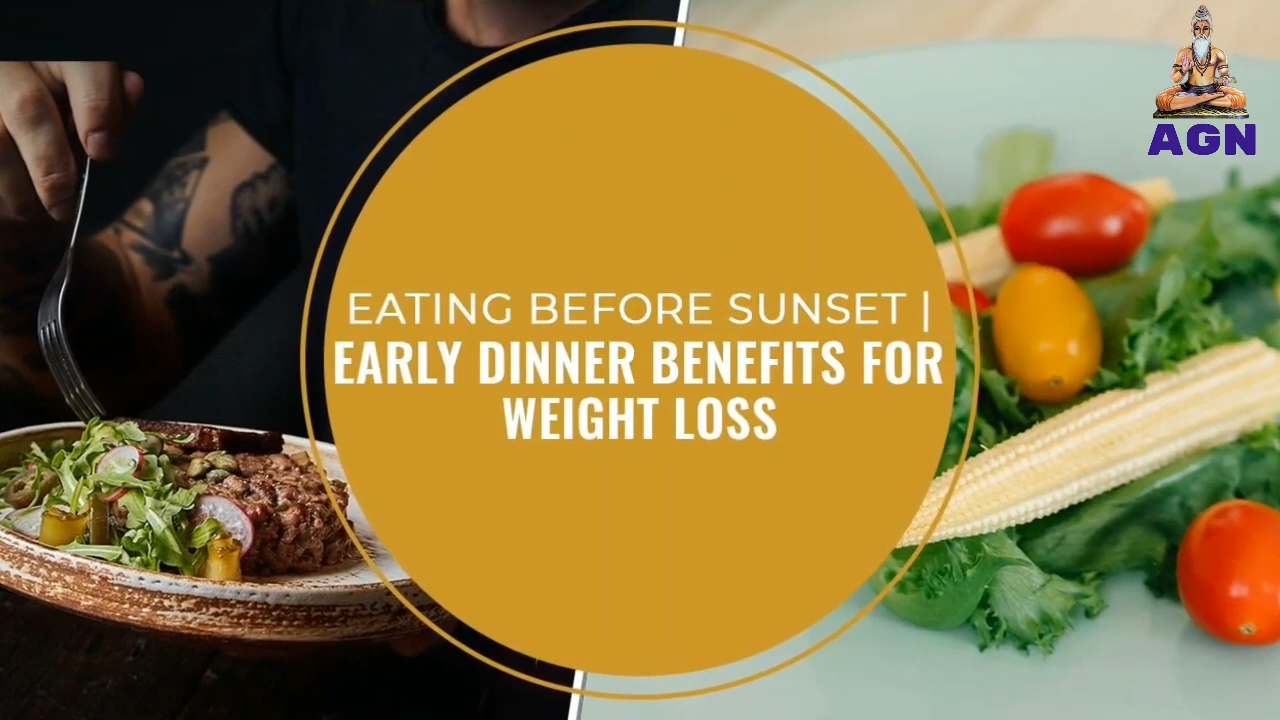 AGN
EATING BEFORE SUNSET |
EARLY DINNER BENEFITS FOR
WEIGHT LOSS